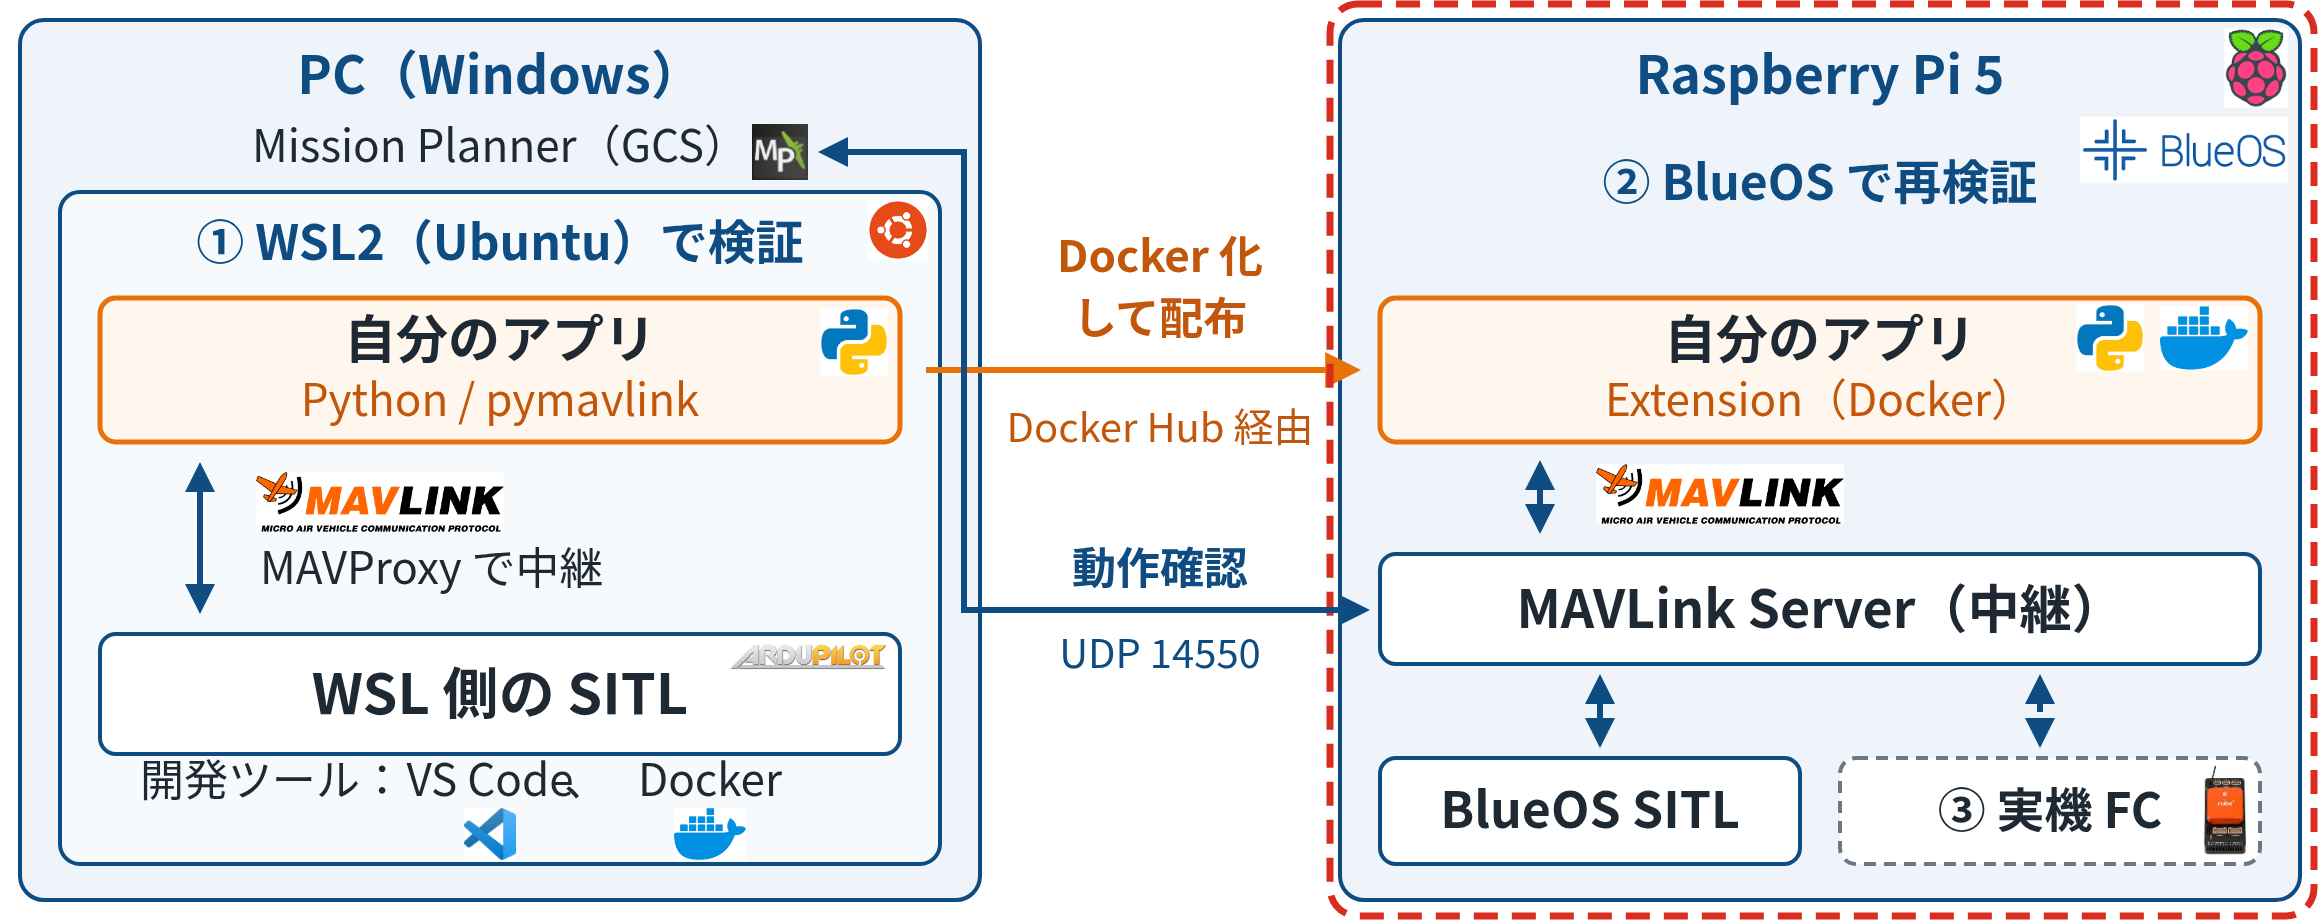 PC（Windows）
Mission Planner（GCS）
MP
① WSL2（Ubuntu）で検証
自分のアプリ
Python / pymavlink
MAVLINK
MICRO AIR VEHICLE COMMUNICATION PROTOCOL
MAVProxy で中継
ARDUPILOT
WSL 側の SITL
開発ツール：VS Code、 Docker
Docker 化
して配布
Docker Hub 経由
動作確認
UDP 14550
Raspberry Pi 5
BlueOS
② BlueOS で再検証
自分のアプリ
Extension（Docker）
MAVLINK
MICRO AIR VEHICLE COMMUNICATION PROTOCOL
MAVLink Server（中継）
BlueOS SITL
③ 実機 FC
cube